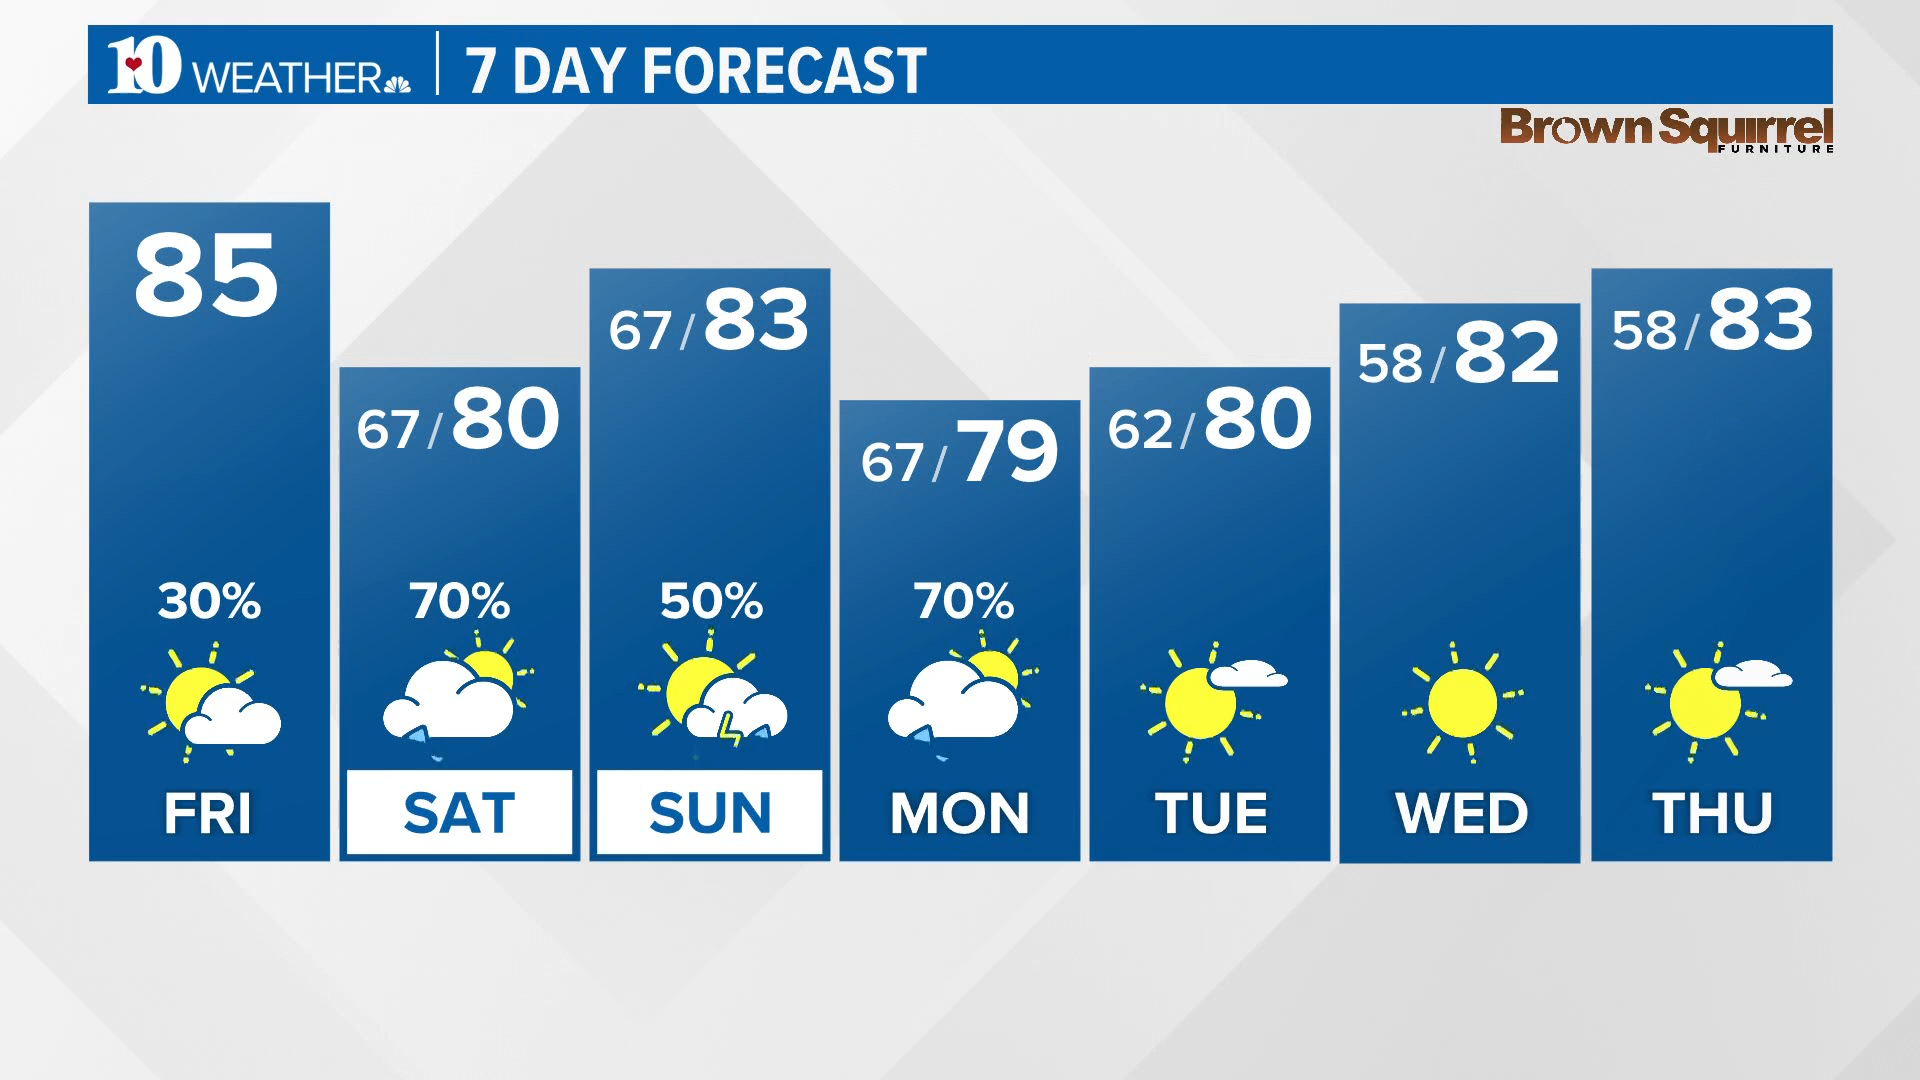 10 WEATHER 7 DAY FORECAST
Brown Squirrel
FURNITURE
85
30%
FRI
67/80
70%
SAT
67/83
50%
SUN
67/79
70%
MON
62/80
TUE
58/82
WED
58/83
THU